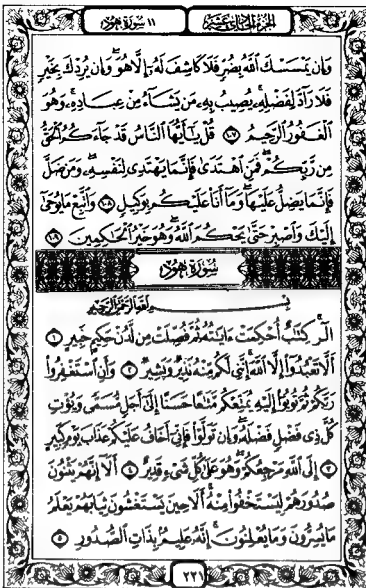 الجزء الحادى عشر
١١ سورة هود
وَإِن يَمْسَسْكَ ٱللَّهُ بِضُرٍّ فَلَا كَاشِفَ لَهُۥٓ إِلَّا هُوَ ۖ وَإِن يُرِدْكَ بِخَيْرٍ
فَلَا رَآدَّ لِفَضْلِهِۦ ۚ يُصِيبُ بِهِۦ مَن يَشَآءُ مِنْ عِبَادِهِۦ ۚ وَهُوَ
ٱلْغَفُورُ ٱلرَّحِيمُ ١٠٧ قُلْ يَـٰٓأَيُّهَا ٱلنَّاسُ قَدْ جَآءَكُمُ ٱلْحَقُّ
مِن رَّبِّكُمْ ۖ فَمَنِ ٱهْتَدَىٰ فَإِنَّمَا يَهْتَدِى لِنَفْسِهِۦ ۖ وَمَن ضَلَّ
فَإِنَّمَا يَضِلُّ عَلَيْهَا ۖ وَمَآ أَنَا۠ عَلَيْكُم بِوَكِيلٍ ١٠٨ وَٱتَّبِعْ مَا يُوحَىٰٓ
إِلَيْكَ وَٱصْبِرْ حَتَّىٰ يَحْكُمَ ٱللَّهُ ۚ وَهُوَ خَيْرُ ٱلْحَـٰكِمِينَ ١٠٩
سُورَةُ هُودٍ
بِسْمِ ٱللَّهِ ٱلرَّحْمَـٰنِ ٱلرَّحِيمِ
الٓر ۚ كِتَـٰبٌ أُحْكِمَتْ ءَايَـٰتُهُۥ ثُمَّ فُصِّلَتْ مِن لَّدُنْ حَكِيمٍ خَبِيرٍ ١
أَلَّا تَعْبُدُوٓا۟ إِلَّا ٱللَّهَ ۚ إِنَّنِى لَكُم مِّنْهُ نَذِيرٌ وَبَشِيرٌ ٢ وَأَنِ ٱسْتَغْفِرُوا۟
رَبَّكُمْ ثُمَّ تُوبُوٓا۟ إِلَيْهِ يُمَتِّعْكُم مَّتَـٰعًا حَسَنًا إِلَىٰٓ أَجَلٍ مُّسَمًّى وَيُؤْتِ
كُلَّ ذِى فَضْلٍ فَضْلَهُۥ ۖ وَإِن تَوَلَّوْا۟ فَإِنِّىٓ أَخَافُ عَلَيْكُمْ عَذَابَ يَوْمٍ كَبِيرٍ
٣ إِلَى ٱللَّهِ مَرْجِعُكُمْ ۖ وَهُوَ عَلَىٰ كُلِّ شَىْءٍ قَدِيرٌ ٤ أَلَآ إِنَّهُمْ يَثْنُونَ
صُدُورَهُمْ لِيَسْتَخْفُوا۟ مِنْهُ ۚ أَلَا حِينَ يَسْتَغْشُونَ ثِيَابَهُمْ يَعْلَمُ
مَا يُسِرُّونَ وَمَا يُعْلِنُونَ ۚ إِنَّهُۥ عَلِيمٌۢ بِذَاتِ ٱلصُّدُورِ ٥
٢٢١